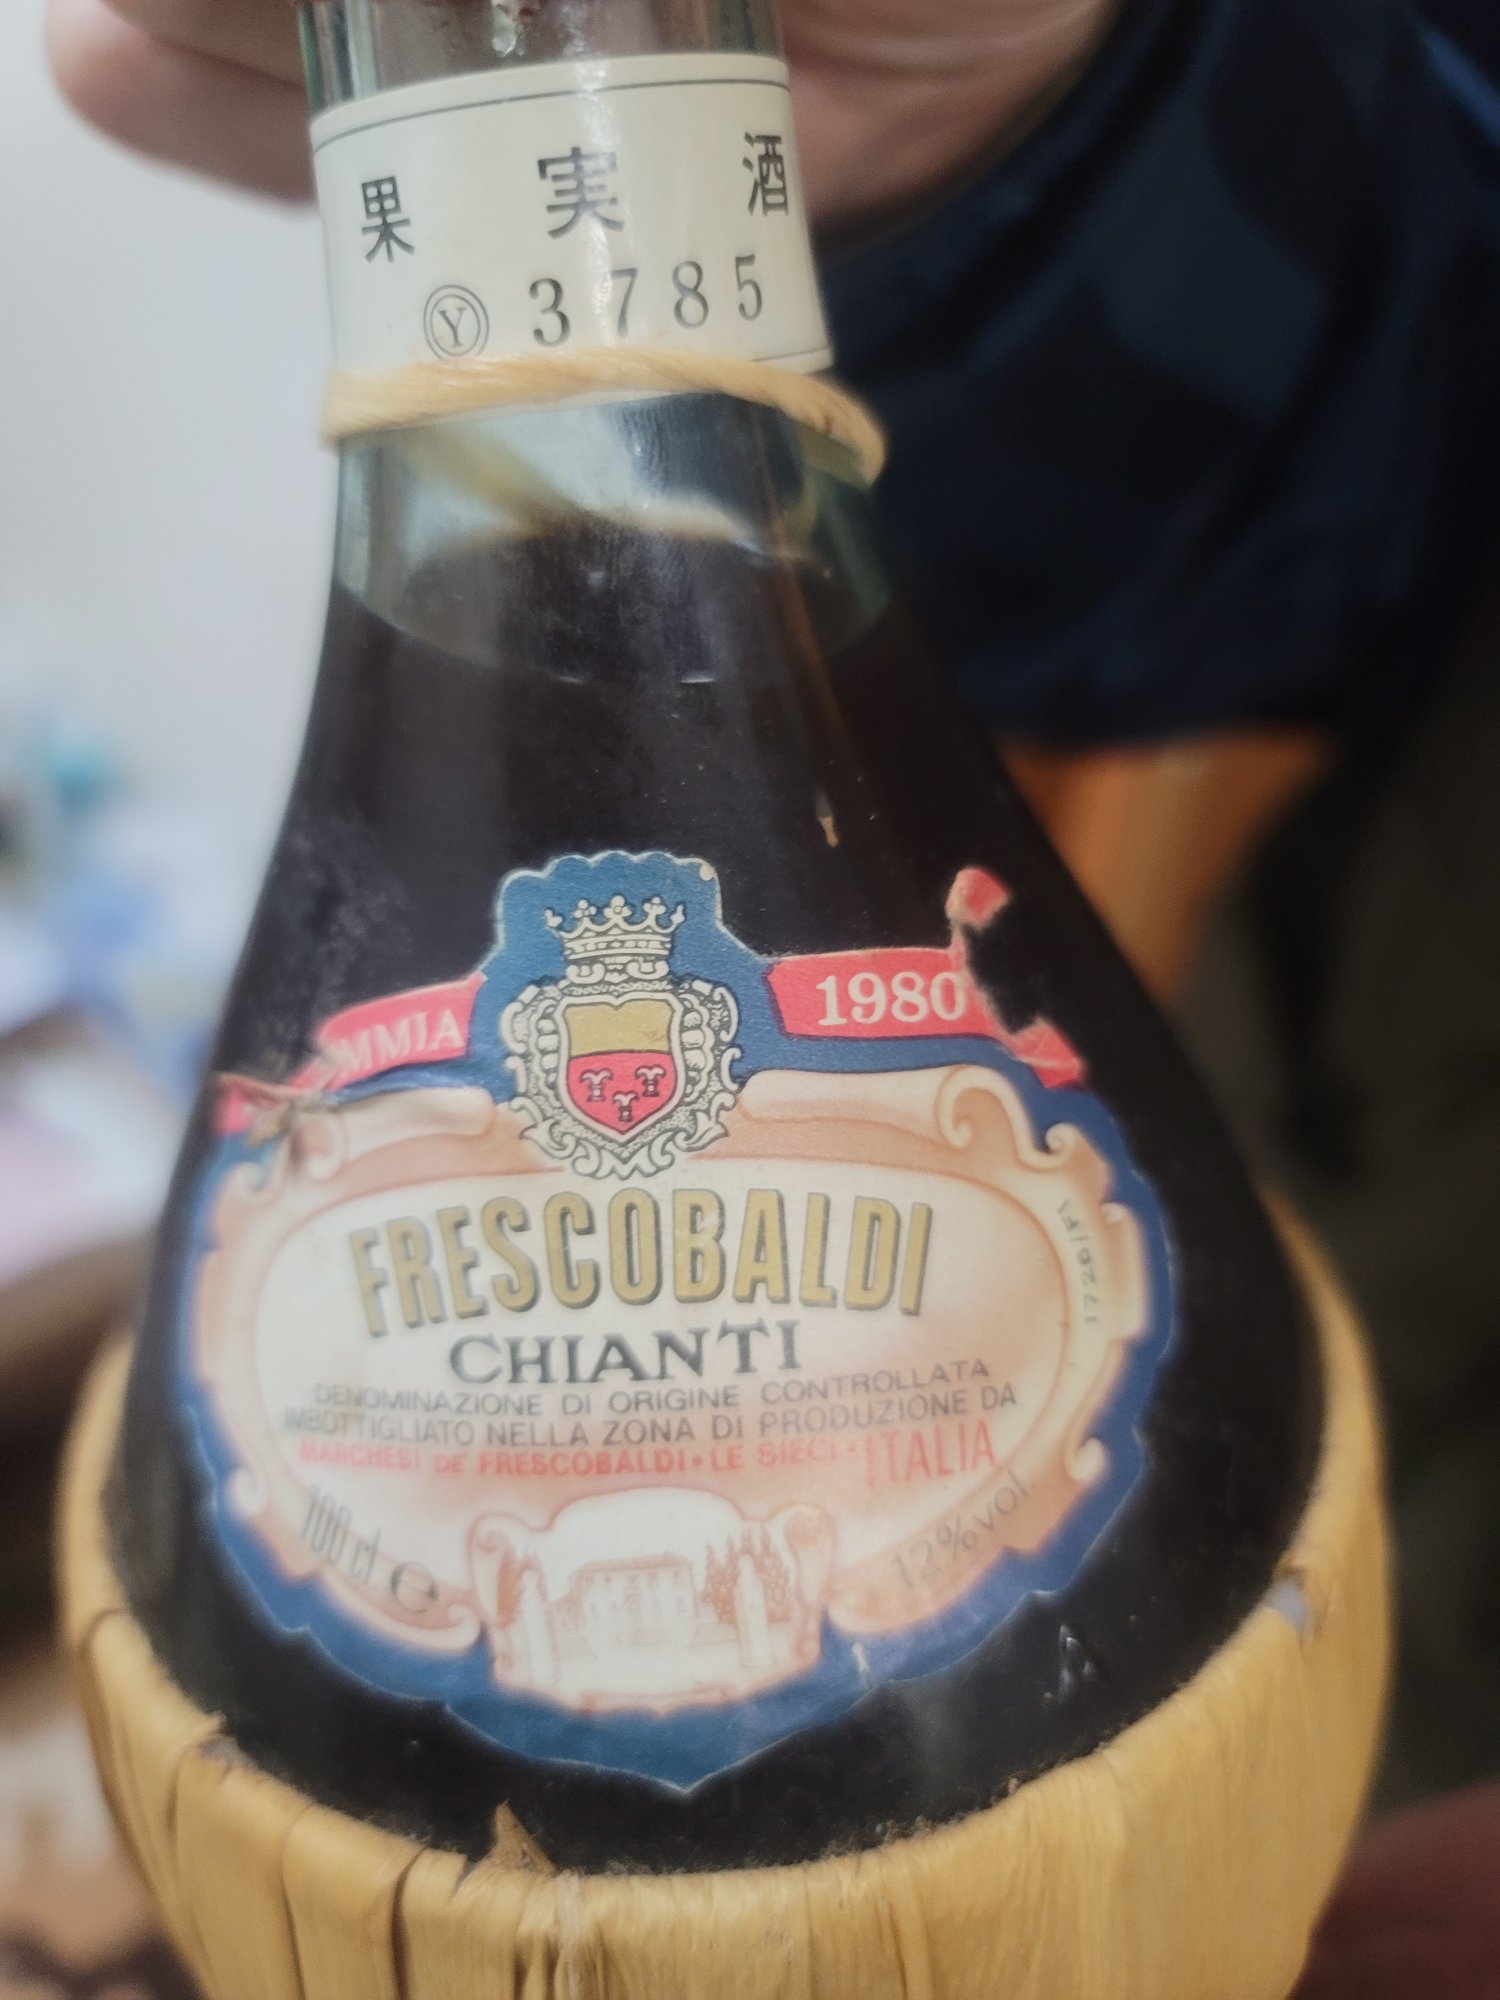 果 実 酒
Ⓨ 3785
1980
FRESCOBALDI
CHIANTI
DENOMINAZIONE DI ORIGINE CONTROLLATA
IMBOTTIGLIATO NELLA ZONA DI PRODUZIONE DA
MARCHESI DE' FRESCOBALDI • LE SIECI - ITALIA
100 cl e
12% vol